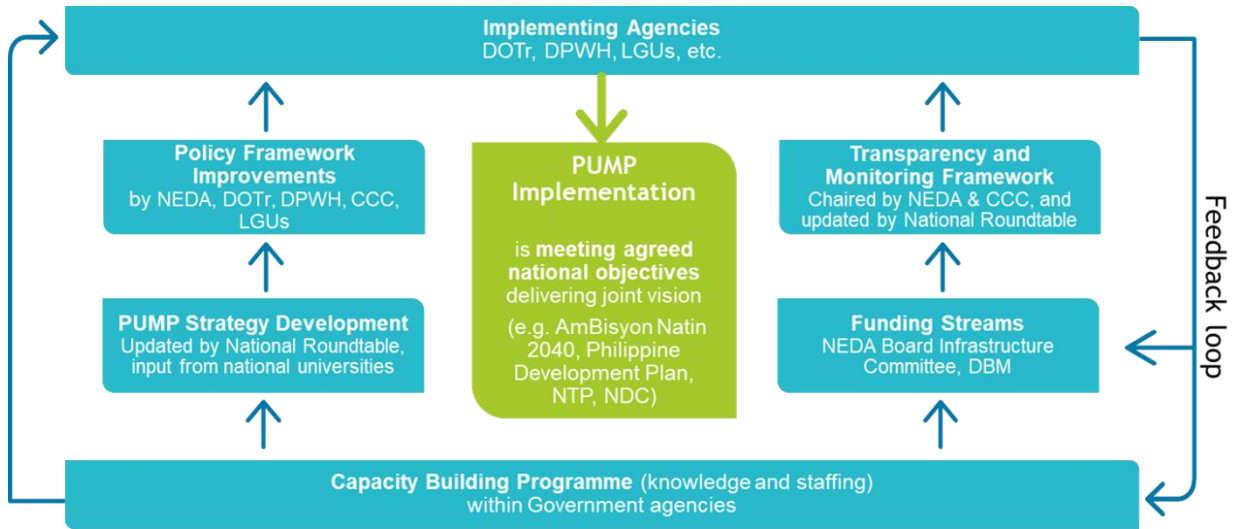 Implementing Agencies
DOTr, DPWH, LGUs, etc.
Policy Framework
Improvements
by NEDA, DOTr, DPWH, CCC,
LGUs
PUMP
Implementation
is meeting agreed
national objectives
delivering joint vision
(e.g. AmBisyon Natin
2040, Philippine
Development Plan,
NTP, NDC)
Transparency and
Monitoring Framework
Chaired by NEDA & CCC, and
updated by National Roundtable
PUMP Strategy Development
Updated by National Roundtable,
input from national universities
Funding Streams
NEDA Board Infrastructure
Committee, DBM
Feedback loop
Capacity Building Programme (knowledge and staffing)
within Government agencies